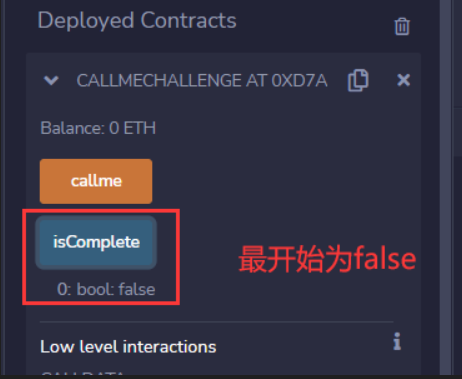 Deployed Contracts
CALLMECHALLENGE AT 0XD7A
Balance: 0 ETH
callme
isComplete
最开始为false
0: bool: false
Low level interactions
i
CALLDATA